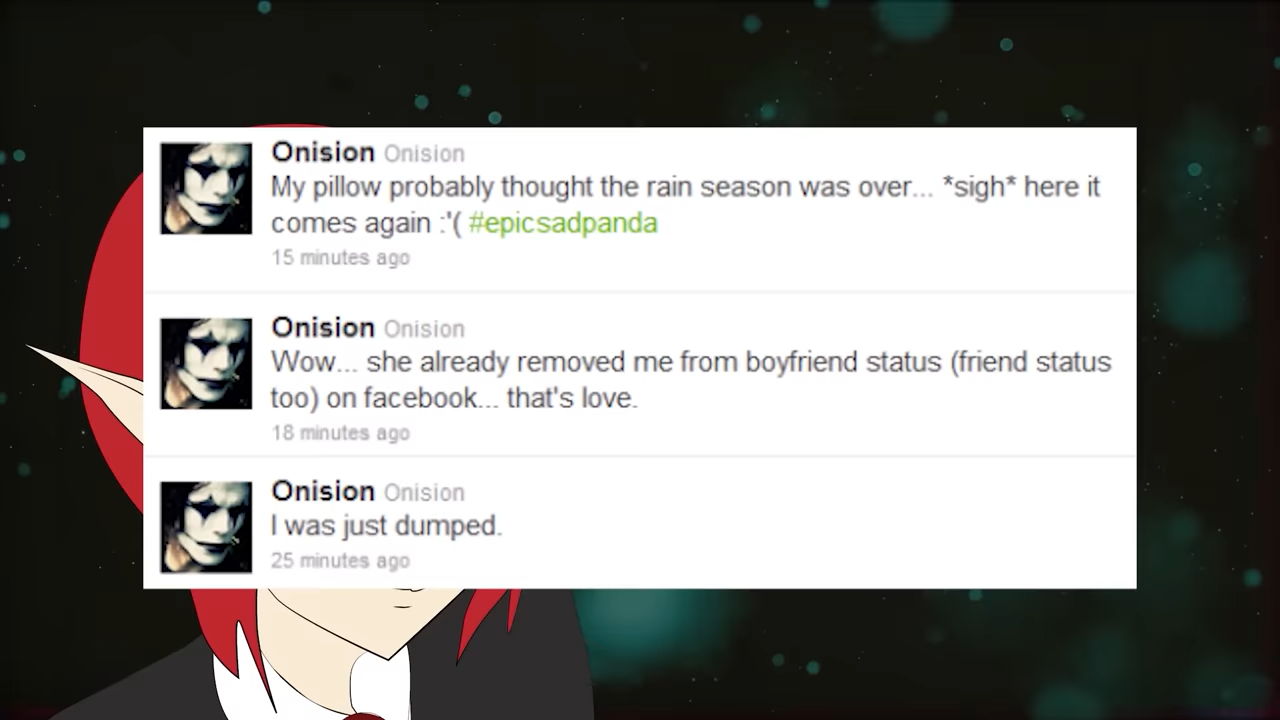 Onision Onision
My pillow probably thought the rain season was over... *sigh* here it
comes again :'( #epicsadpanda
15 minutes ago
Onision Onision
Wow... she already removed me from boyfriend status (friend status
too) on facebook... that's love.
18 minutes ago
Onision Onision
I was just dumped.
25 minutes ago